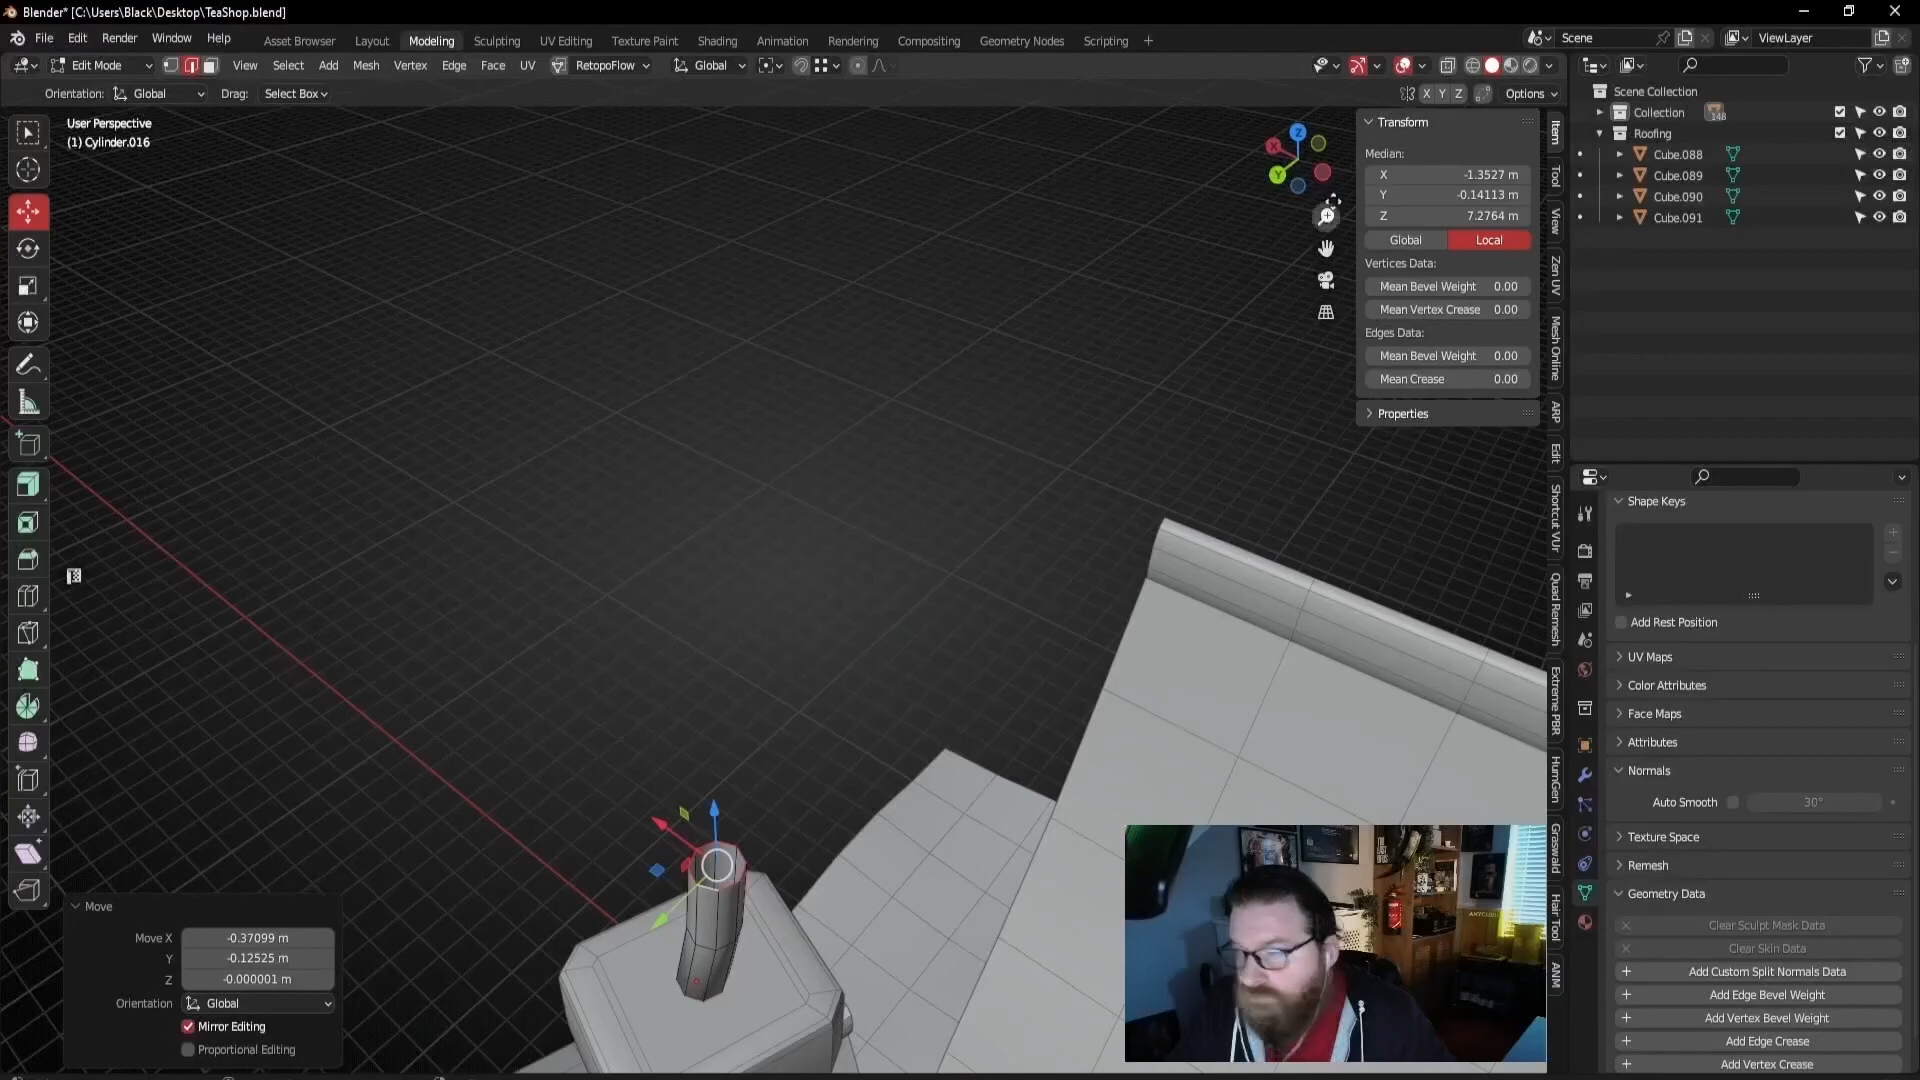 Blender* [C:\Users\Black\Desktop\TeaShop.blend]
File Edit Render Window Help Asset Browser Layout Modeling Sculpting UV Editing Texture Paint Shading Animation Rendering Compositing Geometry Nodes Scripting + Scene ViewLayer
Edit Mode View Select Add Mesh Vertex Edge Face UV RetopoFlow Global
Orientation: Global Drag: Select Box X Y Z Options
User Perspective
(1) Cylinder.016
Z
X
Y
Transform
Median:
X -1.3527 m
Y -0.14113 m
Z 7.2764 m
Global Local
Vertices Data:
Mean Bevel Weight 0.00
Mean Vertex Crease 0.00
Edges Data:
Mean Bevel Weight 0.00
Mean Crease 0.00
Properties
Item
Tool
View
Zen UV
Mesh Online
ARP
Edit
Shortcut VUr
Quad Remesh
Extreme PBR
HumGen
Graswald
Hair Tool
ANM
Scene Collection
Collection 148
Roofing
Cube.088
Cube.089
Cube.090
Cube.091
Shape Keys
Add Rest Position
UV Maps
Color Attributes
Face Maps
Attributes
Normals
Auto Smooth 30°
Texture Space
Remesh
Geometry Data
Clear Sculpt Mask Data
Clear Skin Data
Add Custom Split Normals Data
Add Edge Bevel Weight
Add Vertex Bevel Weight
Add Edge Crease
Add Vertex Crease
Move
Move X -0.37099 m
Y -0.12525 m
Z -0.000001 m
Orientation Global
Mirror Editing
Proportional Editing